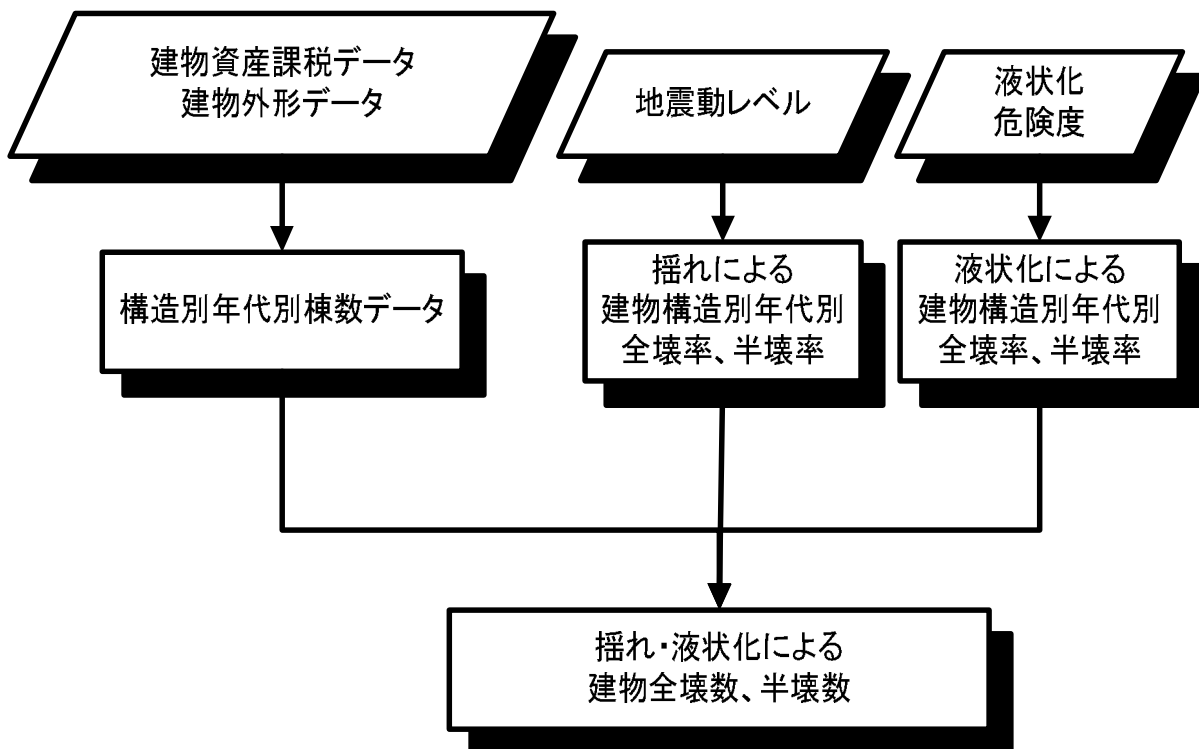 建物資産課税データ
建物外形データ
地震動レベル
液状化
危険度
構造別年代別棟数データ
揺れによる
建物構造別年代別
全壊率、半壊率
液状化による
建物構造別年代別
全壊率、半壊率
揺れ・液状化による
建物全壊数、半壊数